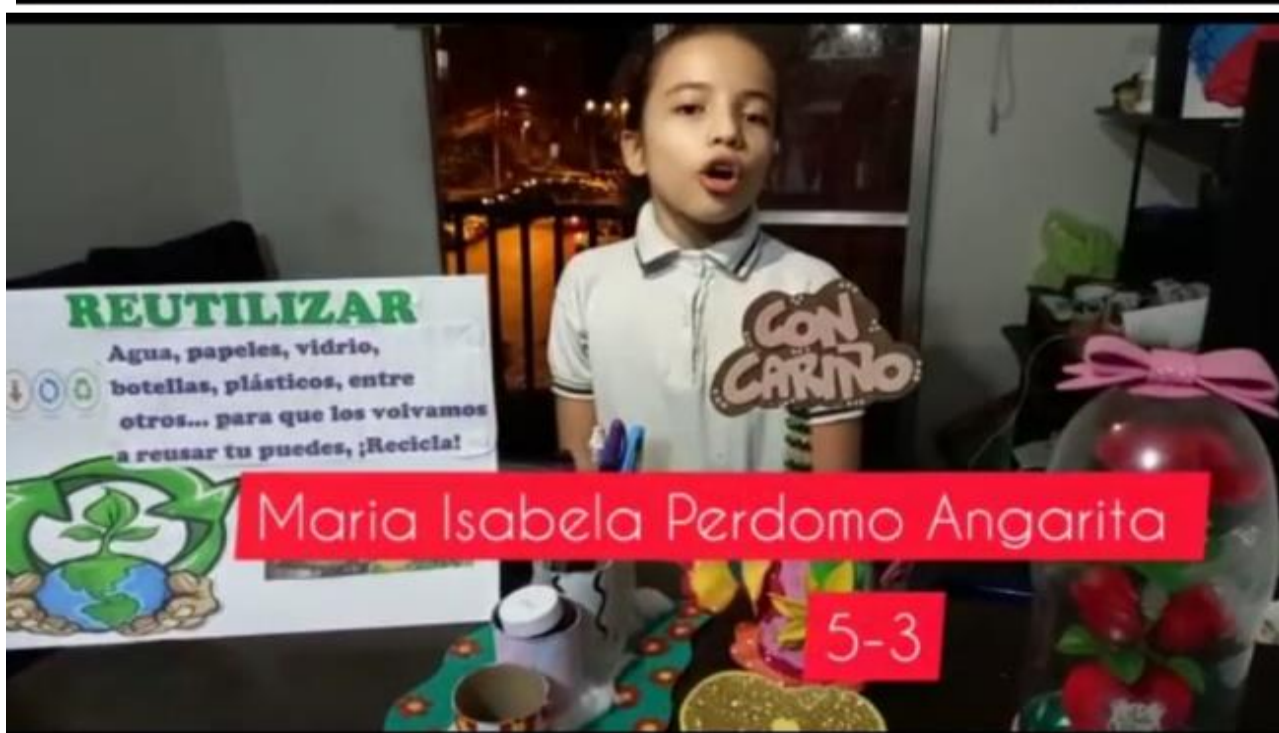 REUTILIZAR
Agua, papeles, vidrio,
botellas, plásticos, entre
otros... para que los volvamos
a reusar tu puedes, ¡Recicla!
CON
CARIÑO
Maria Isabela Perdomo Angarita
5-3